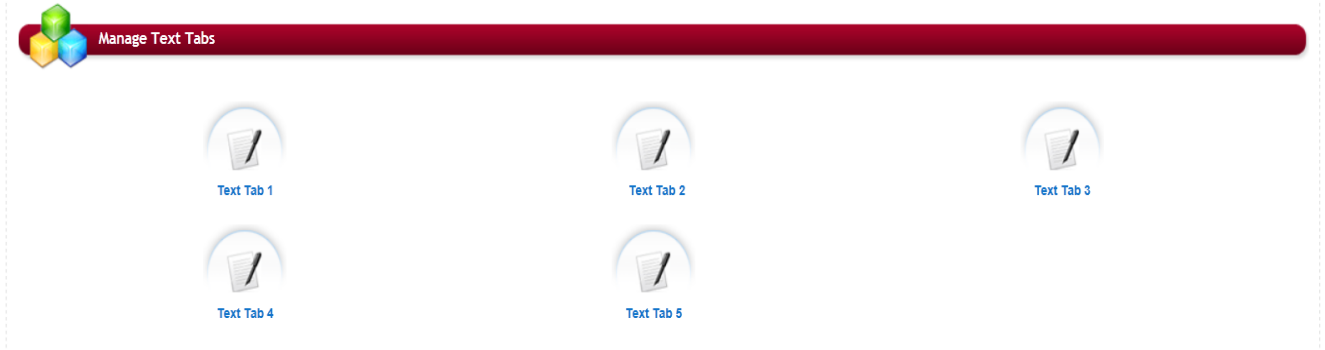 Manage Text Tabs
Text Tab 1
Text Tab 2
Text Tab 3
Text Tab 4
Text Tab 5